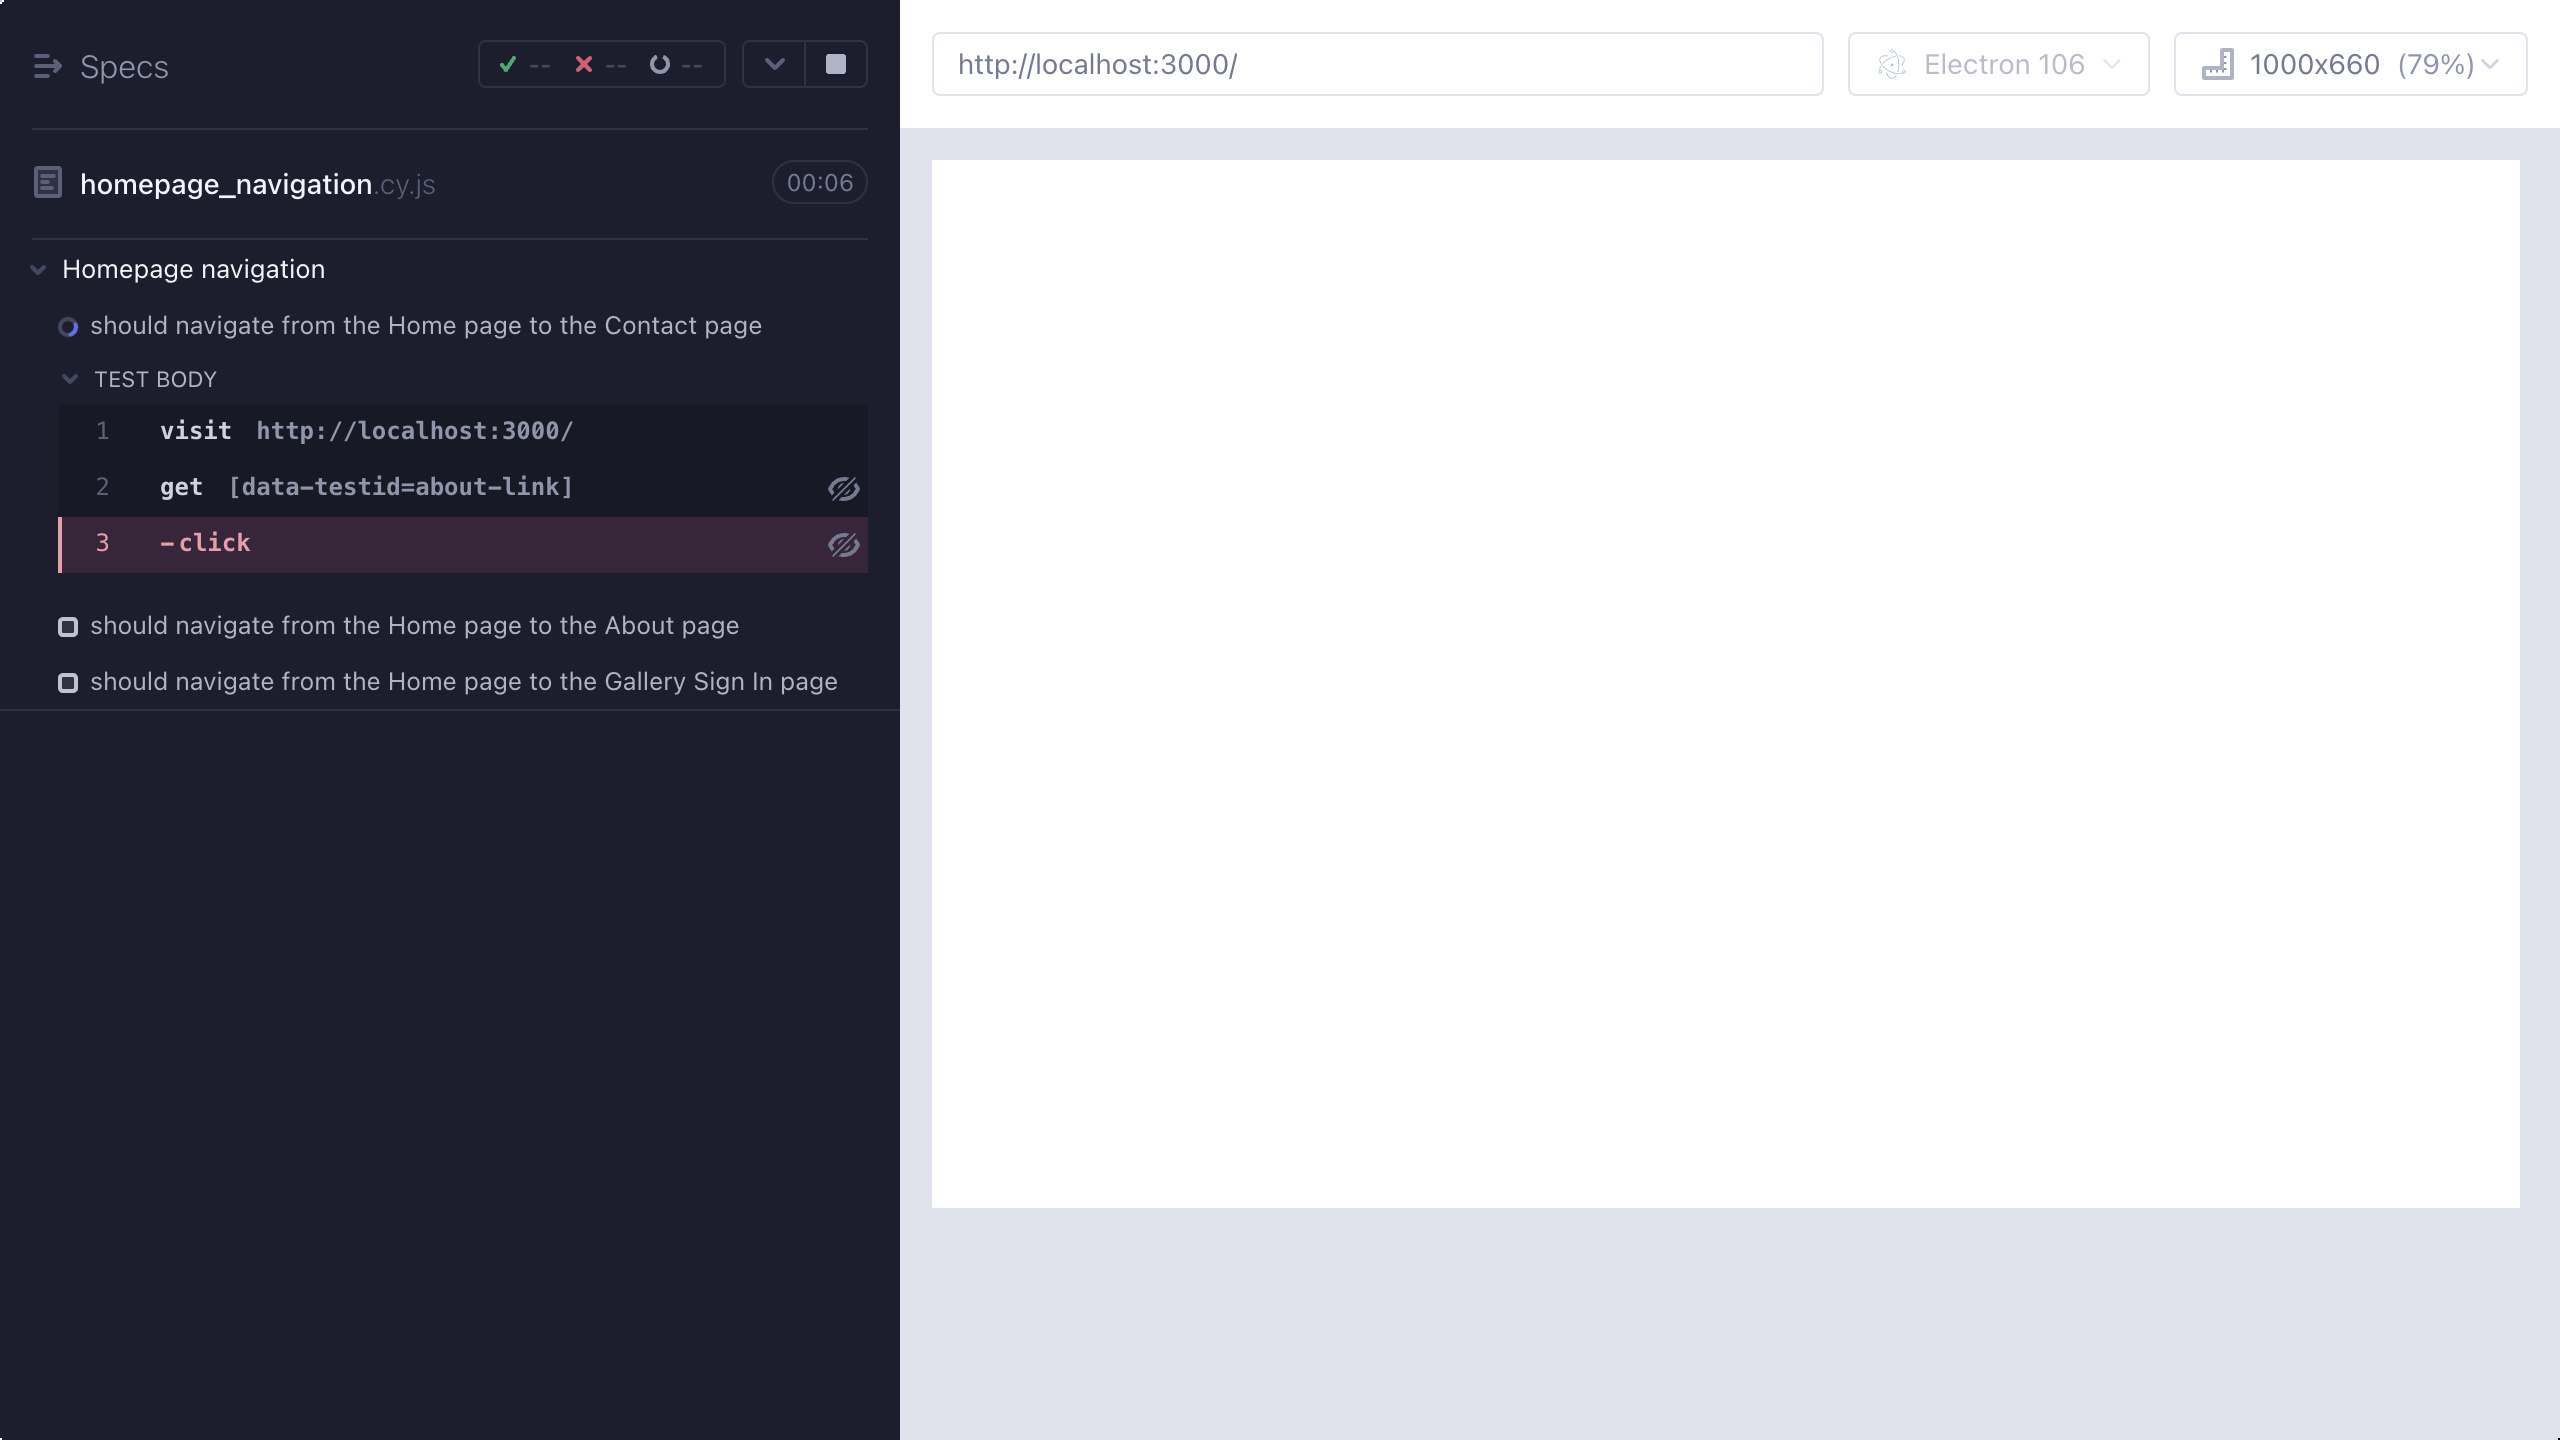 Specs
-- -- --
homepage_navigation.cy.js 00:06
Homepage navigation
should navigate from the Home page to the Contact page
TEST BODY
1 visit http://localhost:3000/
2 get [data-testid=about-link]
3 -click
should navigate from the Home page to the About page
should navigate from the Home page to the Gallery Sign In page
http://localhost:3000/
Electron 106
1000x660 (79%)